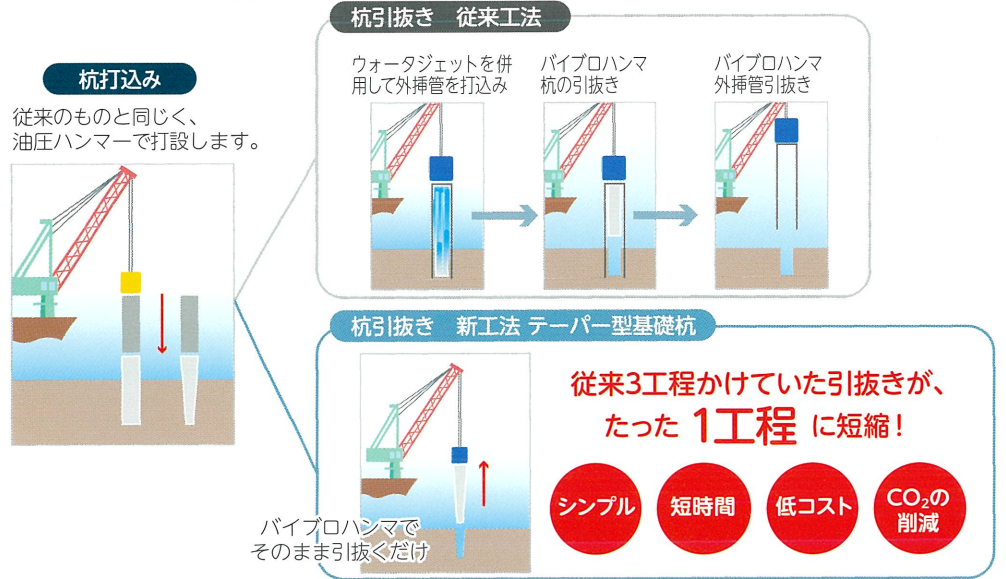 杭打込み
従来のものと同じく、
油圧ハンマーで打設します。
杭引抜き 従来工法
ウォータジェットを併
用して外挿管を打込み
バイブロハンマ
杭の引抜き
バイブロハンマ
外挿管引抜き
杭引抜き 新工法 テーパー型基礎杭
バイブロハンマで
そのまま引抜くだけ
従来3工程かけていた引抜きが、
たった 1工程 に短縮！
シンプル
短時間
低コスト
CO₂の
削減